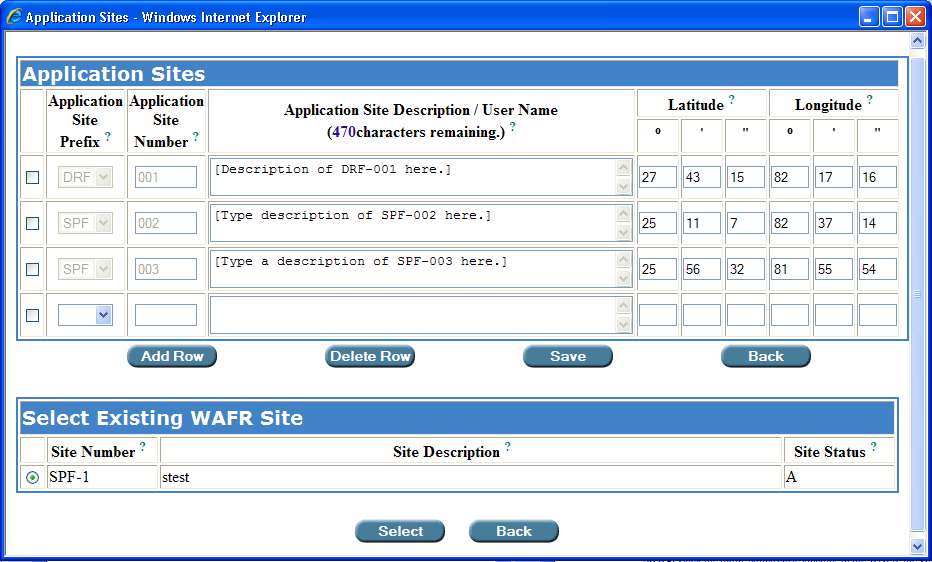 Application Sites - Windows Internet Explorer
Application Sites
Application Site Prefix ?
Application Site Number ?
Application Site Description / User Name
(470characters remaining.) ?
Latitude ? Longitude ?
º ' " º ' "
DRF 001 [Description of DRF-001 here.] 27 43 15 82 17 16
SPF 002 [Type description of SPF-002 here.] 25 11 7 82 37 14
SPF 003 [Type a description of SPF-003 here.] 25 56 32 81 55 54
Add Row Delete Row Save Back
Select Existing WAFR Site
Site Number ? Site Description ? Site Status ?
SPF-1 stest A
Select Back